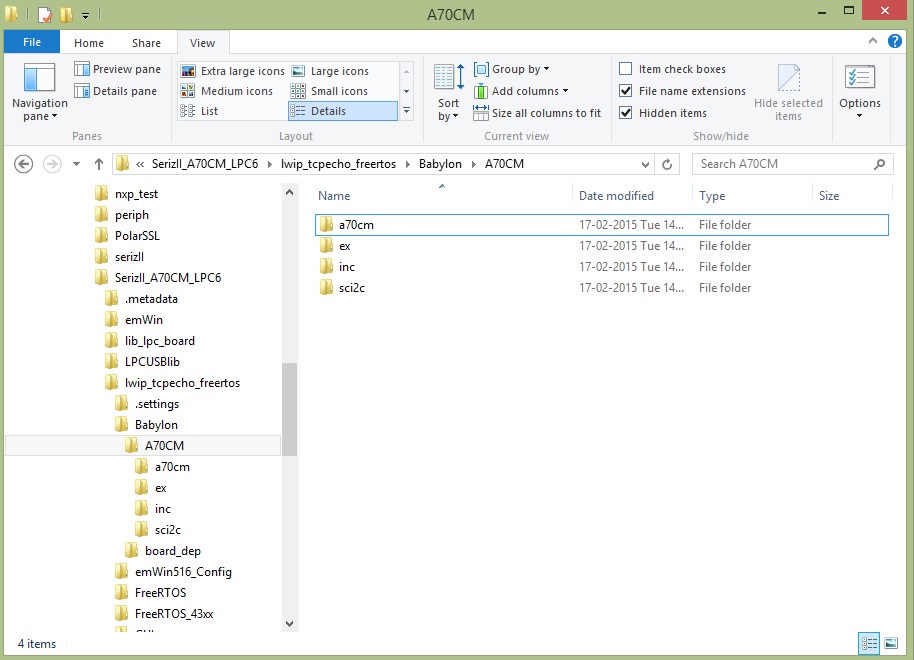 A70CM
File Home Share View
Navigation pane
Preview pane
Details pane
Panes
Extra large icons Large icons
Medium icons Small icons
List Details
Layout
Sort by
Group by
Add columns
Size all columns to fit
Current view
Item check boxes
File name extensions
Hidden items
Hide selected items
Show/hide
Options
« SerizII_A70CM_LPC6 lwip_tcpecho_freertos Babylon A70CM
Search A70CM
nxp_test
periph
PolarSSL
serizII
SerizII_A70CM_LPC6
.metadata
emWin
lib_lpc_board
LPCUSBlib
lwip_tcpecho_freertos
.settings
Babylon
A70CM
a70cm
ex
inc
sci2c
board_dep
emWin516_Config
FreeRTOS
FreeRTOS_43xx
Name Date modified Type Size
a70cm 17-02-2015 Tue 14... File folder
ex 17-02-2015 Tue 14... File folder
inc 17-02-2015 Tue 14... File folder
sci2c 17-02-2015 Tue 14... File folder
4 items